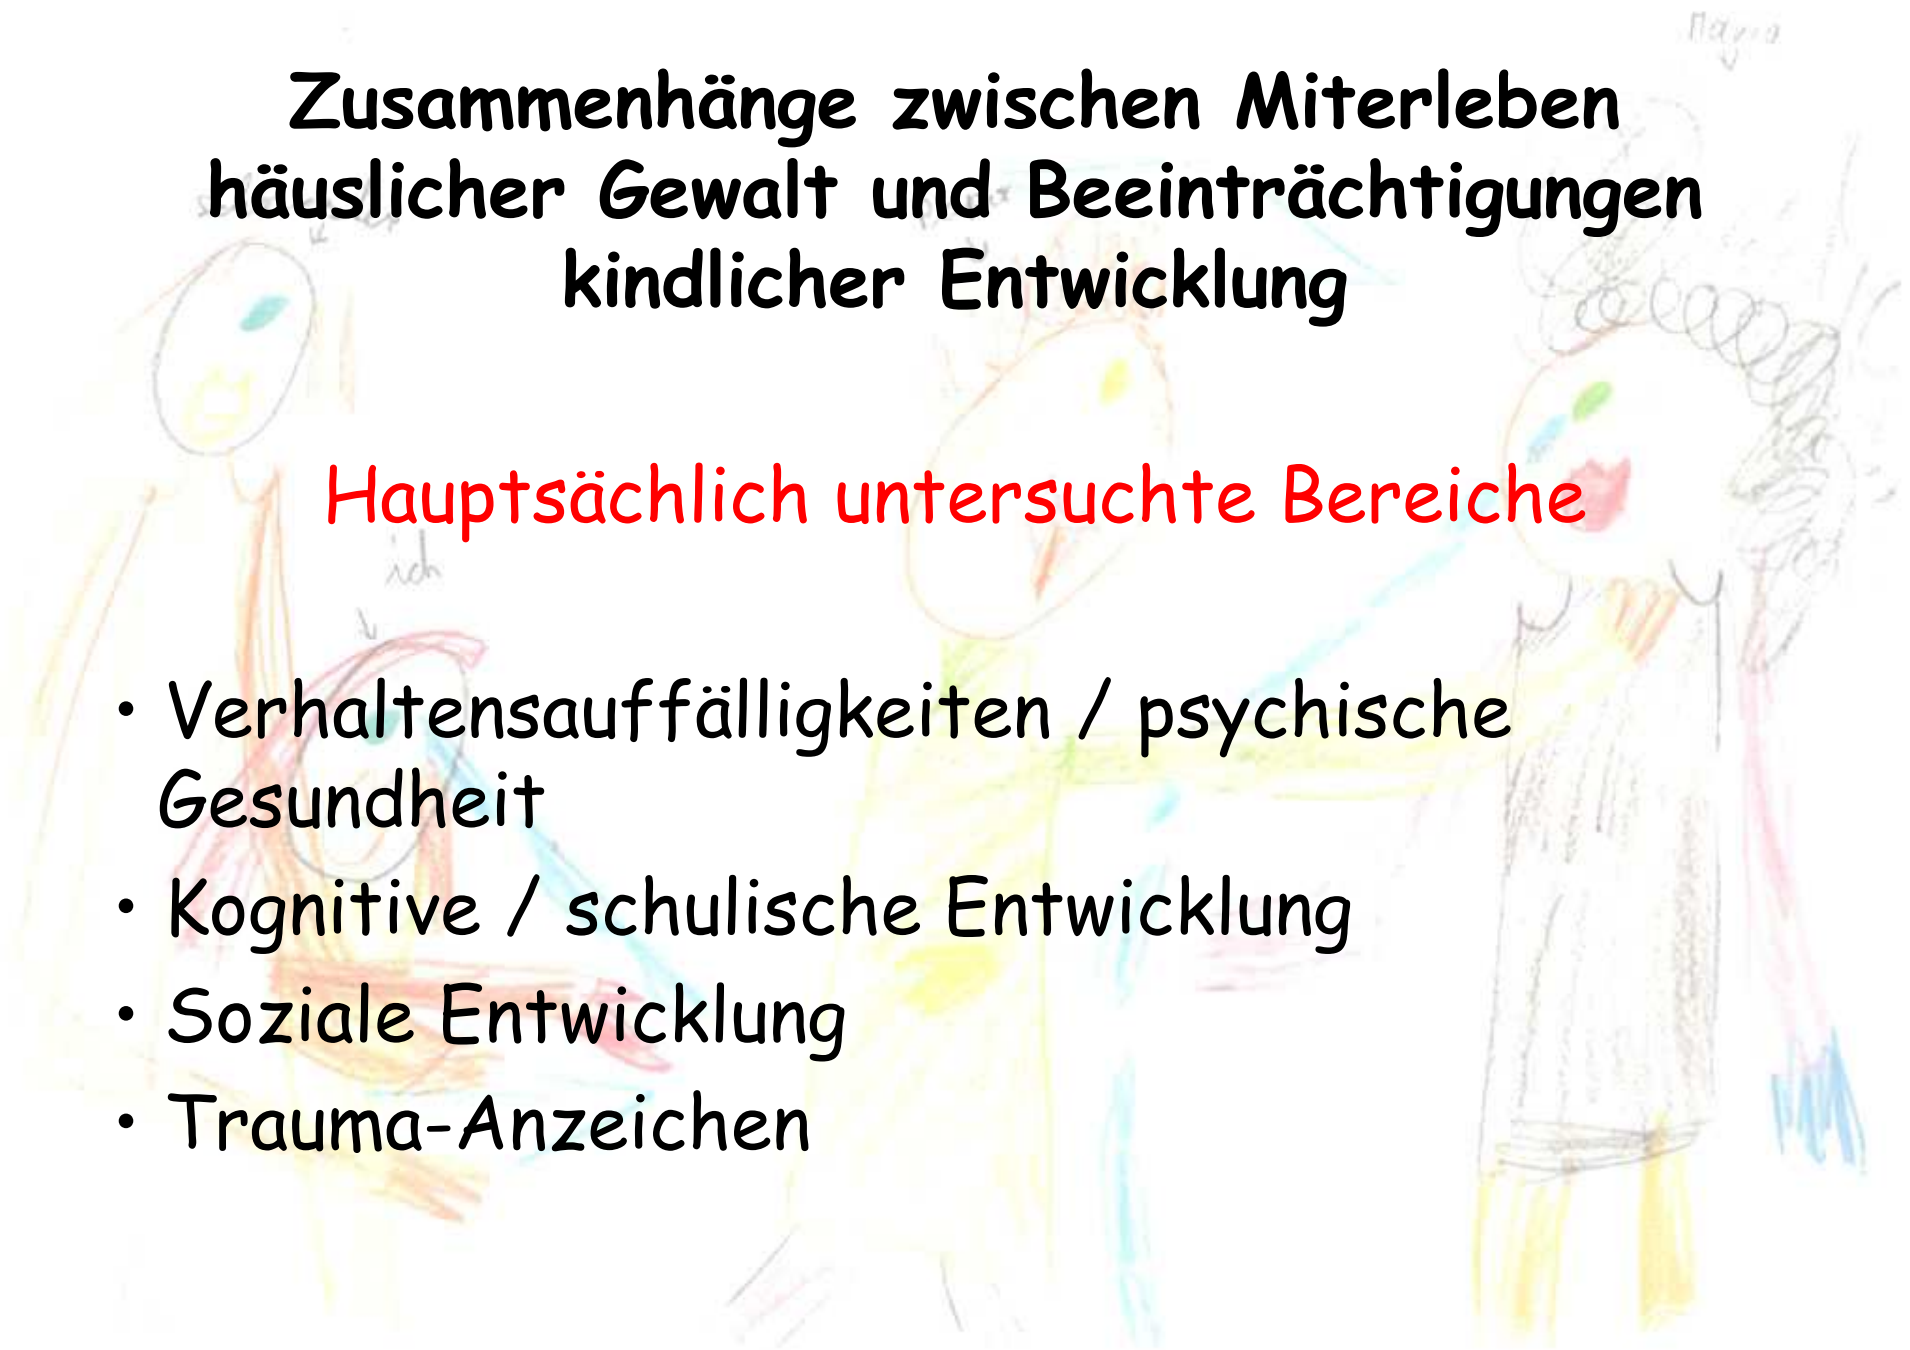 Zusammenhänge zwischen Miterleben
häuslicher Gewalt und Beeinträchtigungen
kindlicher Entwicklung
Hauptsächlich untersuchte Bereiche
ich
• Verhaltensauffälligkeiten / psychische
Gesundheit
• Kognitive / schulische Entwicklung
• Soziale Entwicklung
• Trauma-Anzeichen